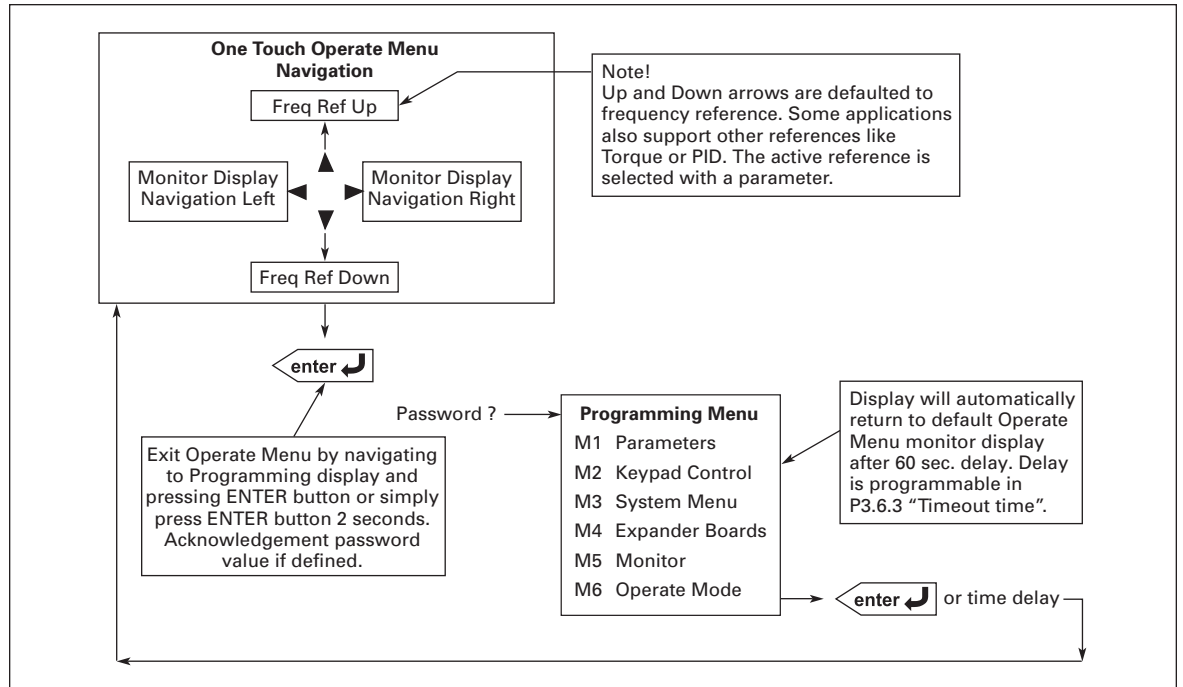 One Touch Operate Menu
Navigation
Freq Ref Up
Monitor Display
Navigation Left
Monitor Display
Navigation Right
Freq Ref Down
Note!
Up and Down arrows are defaulted to
frequency reference. Some applications
also support other references like
Torque or PID. The active reference is
selected with a parameter.
enter
Exit Operate Menu by navigating
to Programming display and
pressing ENTER button or simply
press ENTER button 2 seconds.
Acknowledgement password
value if defined.
Password ?
Programming Menu
M1 Parameters
M2 Keypad Control
M3 System Menu
M4 Expander Boards
M5 Monitor
M6 Operate Mode
Display will automatically
return to default Operate
Menu monitor display
after 60 sec. delay. Delay
is programmable in
P3.6.3 “Timeout time”.
enter or time delay